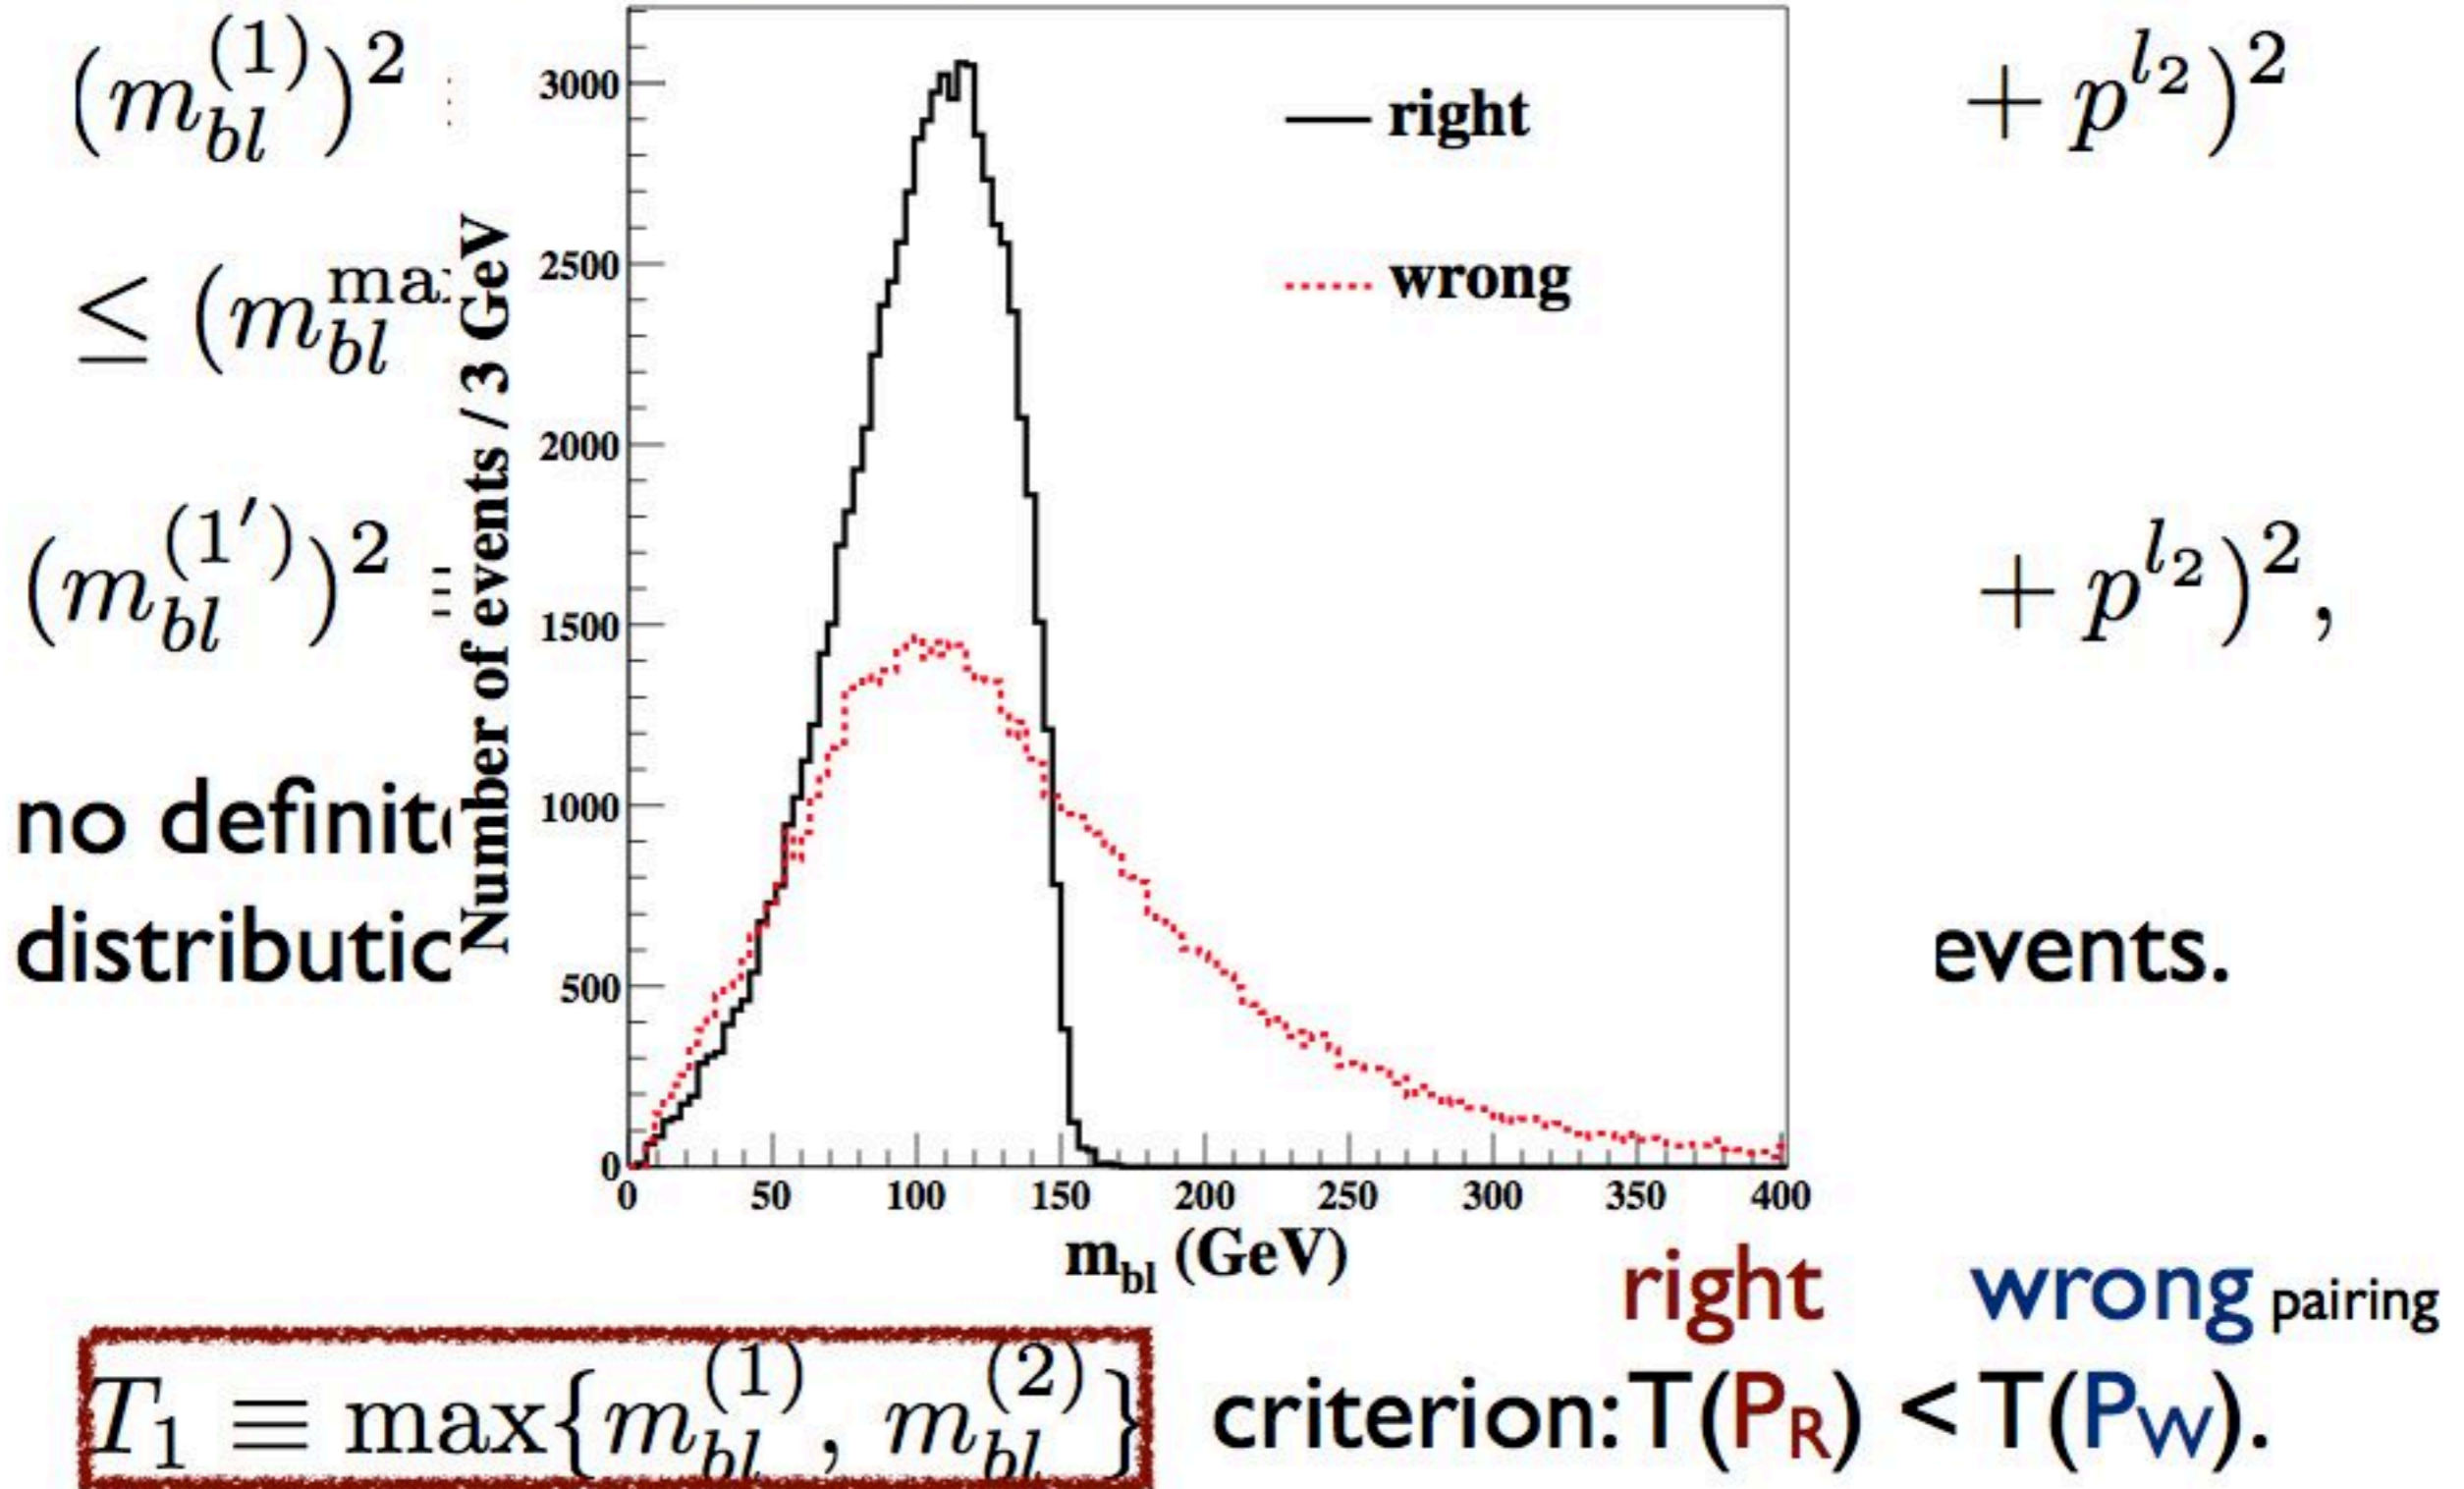 (m_{bl}^{(1)})^2 + p^{l_2})^2
≤ (m_{bl}
(m_{bl}^{(1')})^2 + p^{l_2})^2,
no
events.
Number of events / 3 GeV
3000
2500
2000
1500
1000
500
0
right
wrong
0 50 100 150 200 250 300 350 400
m_{bl} (GeV)
right wrong pairing
T_1 ≡ max{m_{bl}^{(1)}, m_{bl}^{(2)}} criterion: T(P_R) < T(P_W).